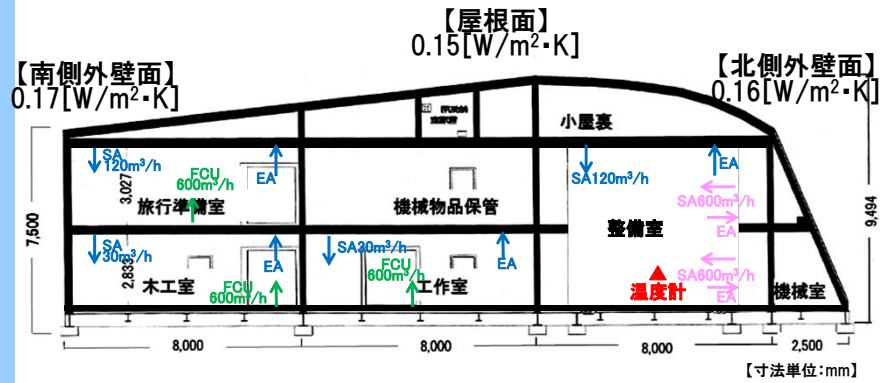 【屋根面】
0.15[W/m²・K]
【南側外壁面】
0.17[W/m²・K]
【北側外壁面】
0.16[W/m²・K]
小屋裏
SA
120m³/h
FCU
600m³/h
EA
SA120m³/h
EA
3,027
旅行準備室
機械物品保管
SA600m³/h
EA
7,500
9,494
整備室
SA
30m³/h
EA
SA30m³/h
EA
SA600m³/h
EA
2,833
木工室
FCU
600m³/h
FCU
600m³/h
工作室
温度計
機械室
8,000
8,000
8,000
2,500
【寸法単位:mm】